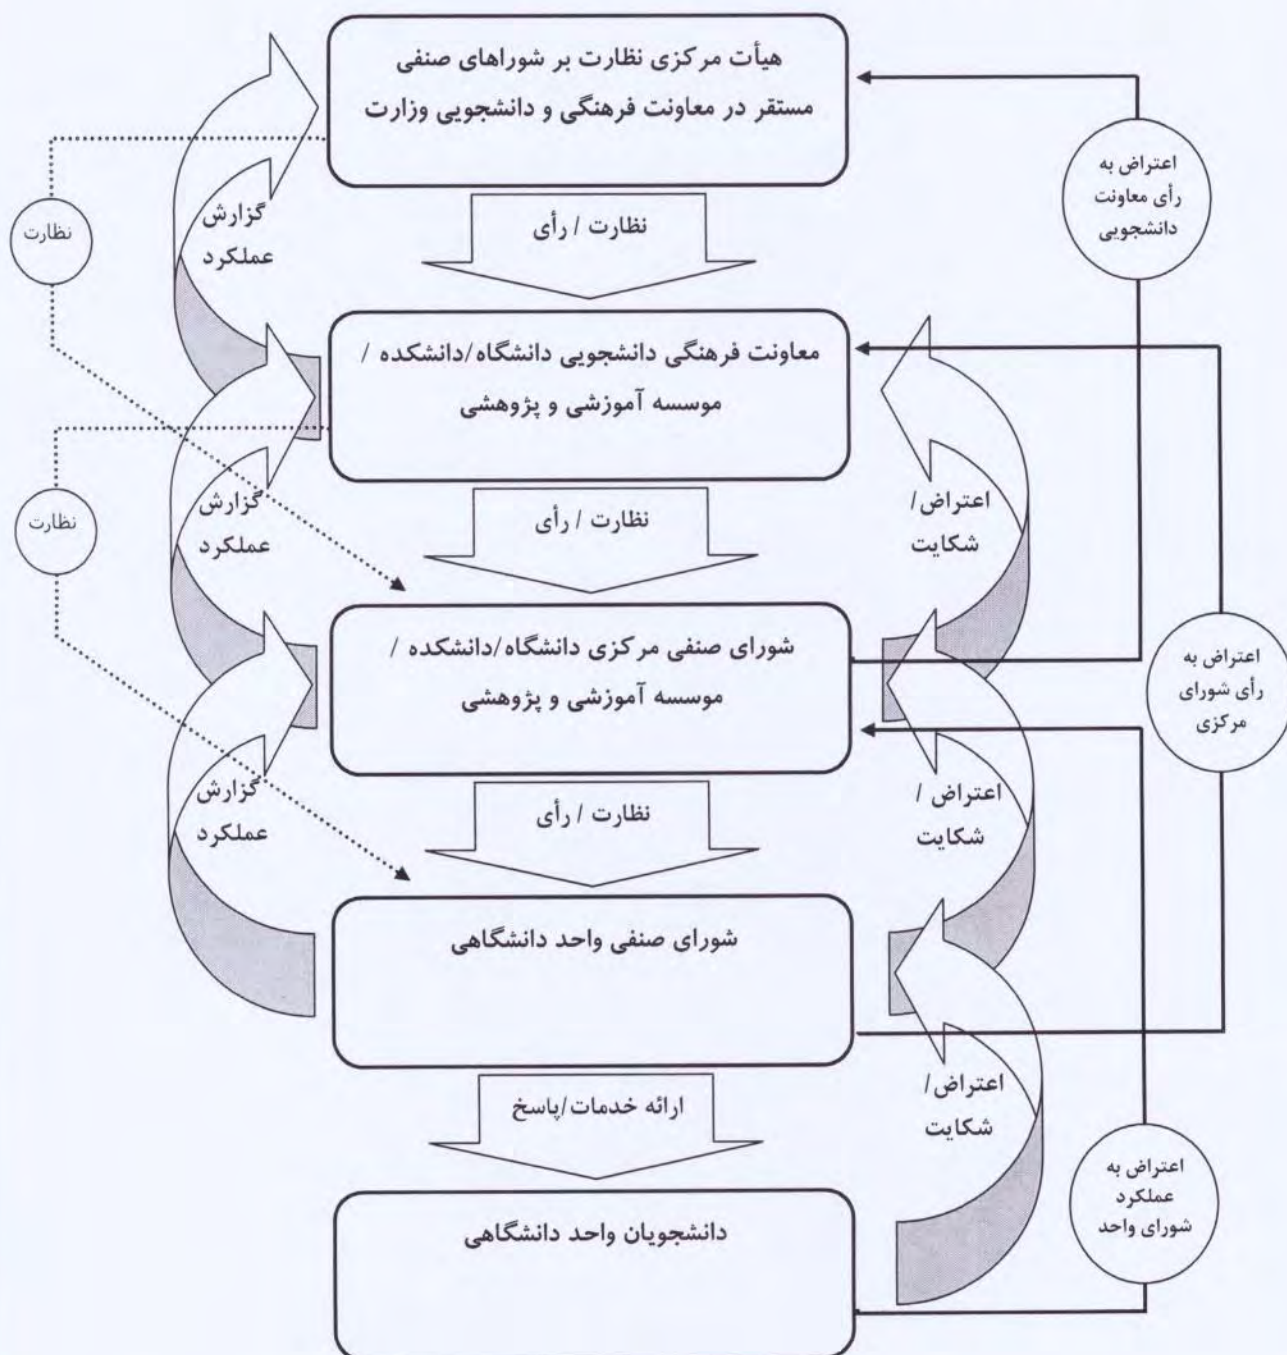 هیأت مرکزی نظارت بر شوراهای صنفی
مستقر در معاونت فرهنگی و دانشجویی وزارت
اعتراض به
رأی معاونت
دانشجویی
گزارش
عملکرد
نظارت
نظارت / رأی
معاونت فرهنگی دانشجویی دانشگاه/دانشکده /
موسسه آموزشی و پژوهشی
اعتراض/
شکایت
گزارش
عملکرد
نظارت
نظارت / رأی
شورای صنفی مرکزی دانشگاه/دانشکده /
موسسه آموزشی و پژوهشی
اعتراض به
رأی شورای
مرکزی
اعتراض /
شکایت
گزارش
عملکرد
نظارت / رأی
شورای صنفی واحد دانشگاهی
اعتراض/
شکایت
ارائه خدمات/پاسخ
اعتراض به
عملکرد
شورای واحد
دانشجویان واحد دانشگاهی